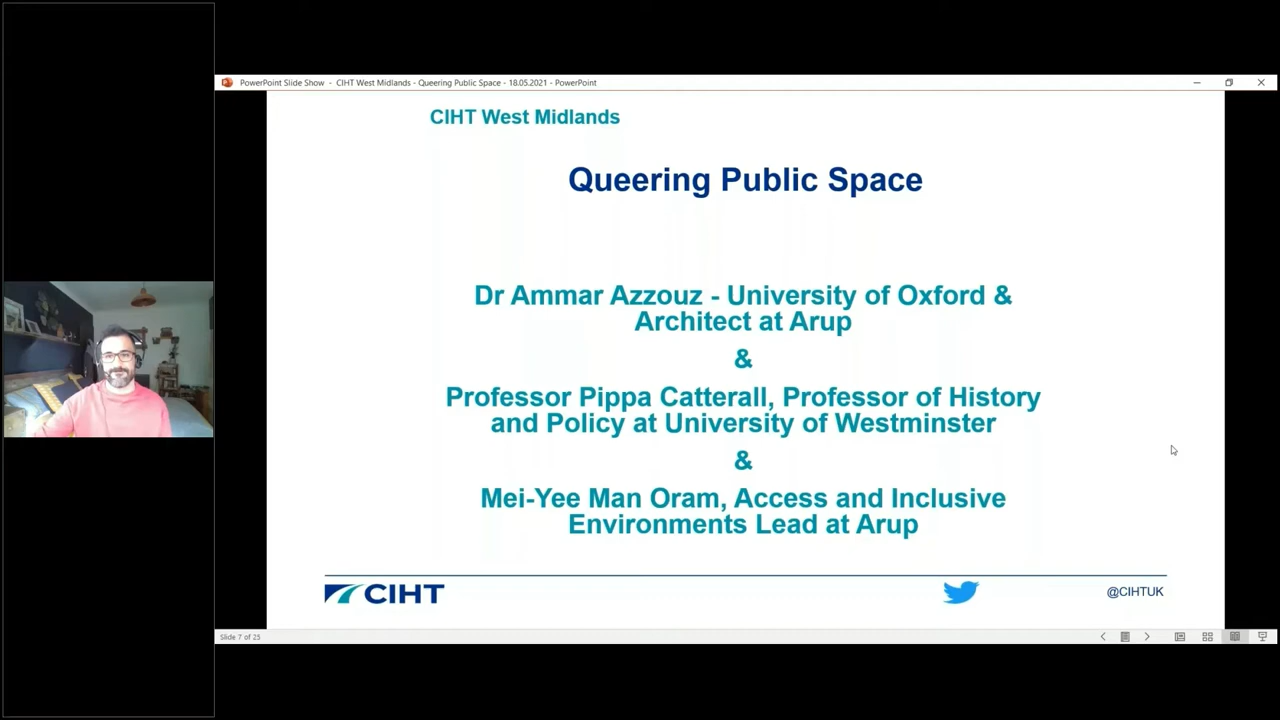 PowerPoint Slide Show - CIHT West Midlands - Queering Public Space - 18.05.2021 - PowerPoint
CIHT West Midlands
Queering Public Space
Dr Ammar Azzouz - University of Oxford &
Architect at Arup
&
Professor Pippa Catterall, Professor of History
and Policy at University of Westminster
&
Mei-Yee Man Oram, Access and Inclusive
Environments Lead at Arup
CIHT
@CIHTUK
Slide 7 of 25